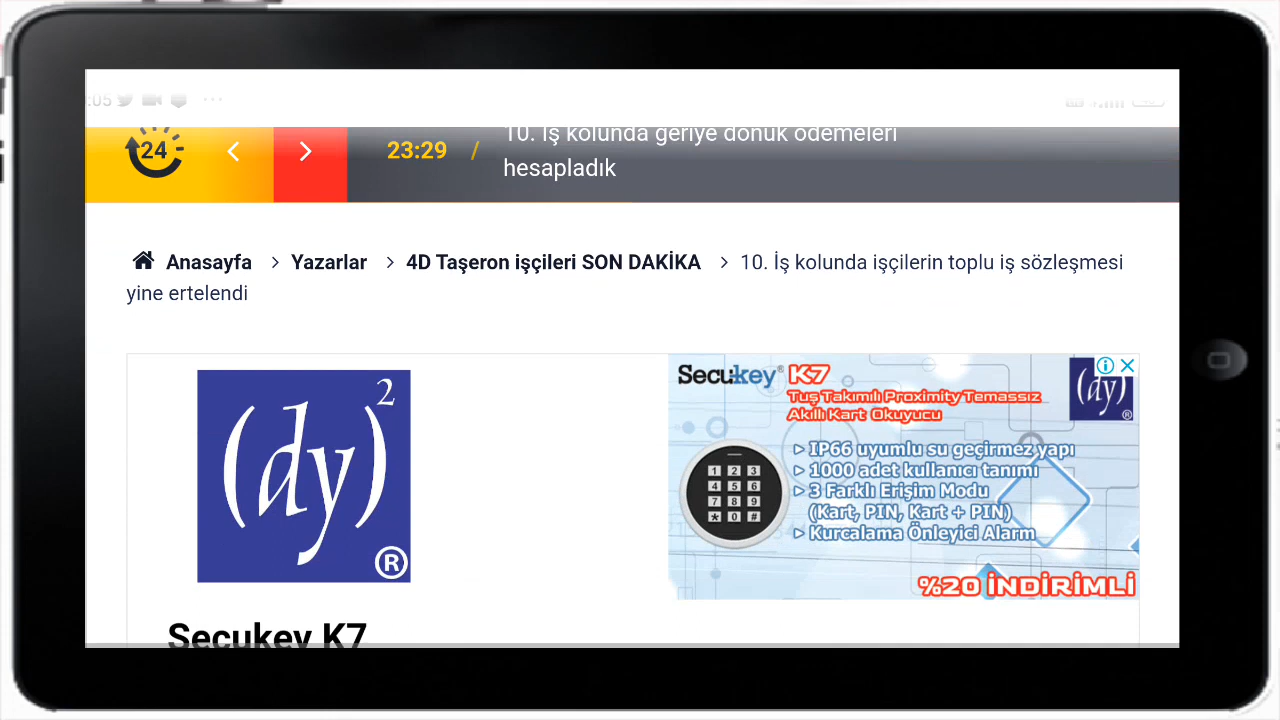 :05
24
23:29 /
10. İş kolunda geriye dönük ödemeleri
hesapladık
Anasayfa > Yazarlar > 4D Taşeron işçileri SON DAKİKA > 10. İş kolunda işçilerin toplu iş sözleşmesi
yine ertelendi
(dy)2
®
Secukey K7
Secukey® K7
Tuş Takımlı Proximity Temassız
Akıllı Kart Okuyucu
(dy)
®
IP66 uyumlu su geçirmez yapı
1000 adet kullanıcı tanımı
3 Farklı Erişim Modu
(Kart, PIN, Kart + PIN)
Kurcalama Önleyici Alarm
1 2 3
4 5 6
7 8 9
* 0 #
%20 İNDİRİMLİ